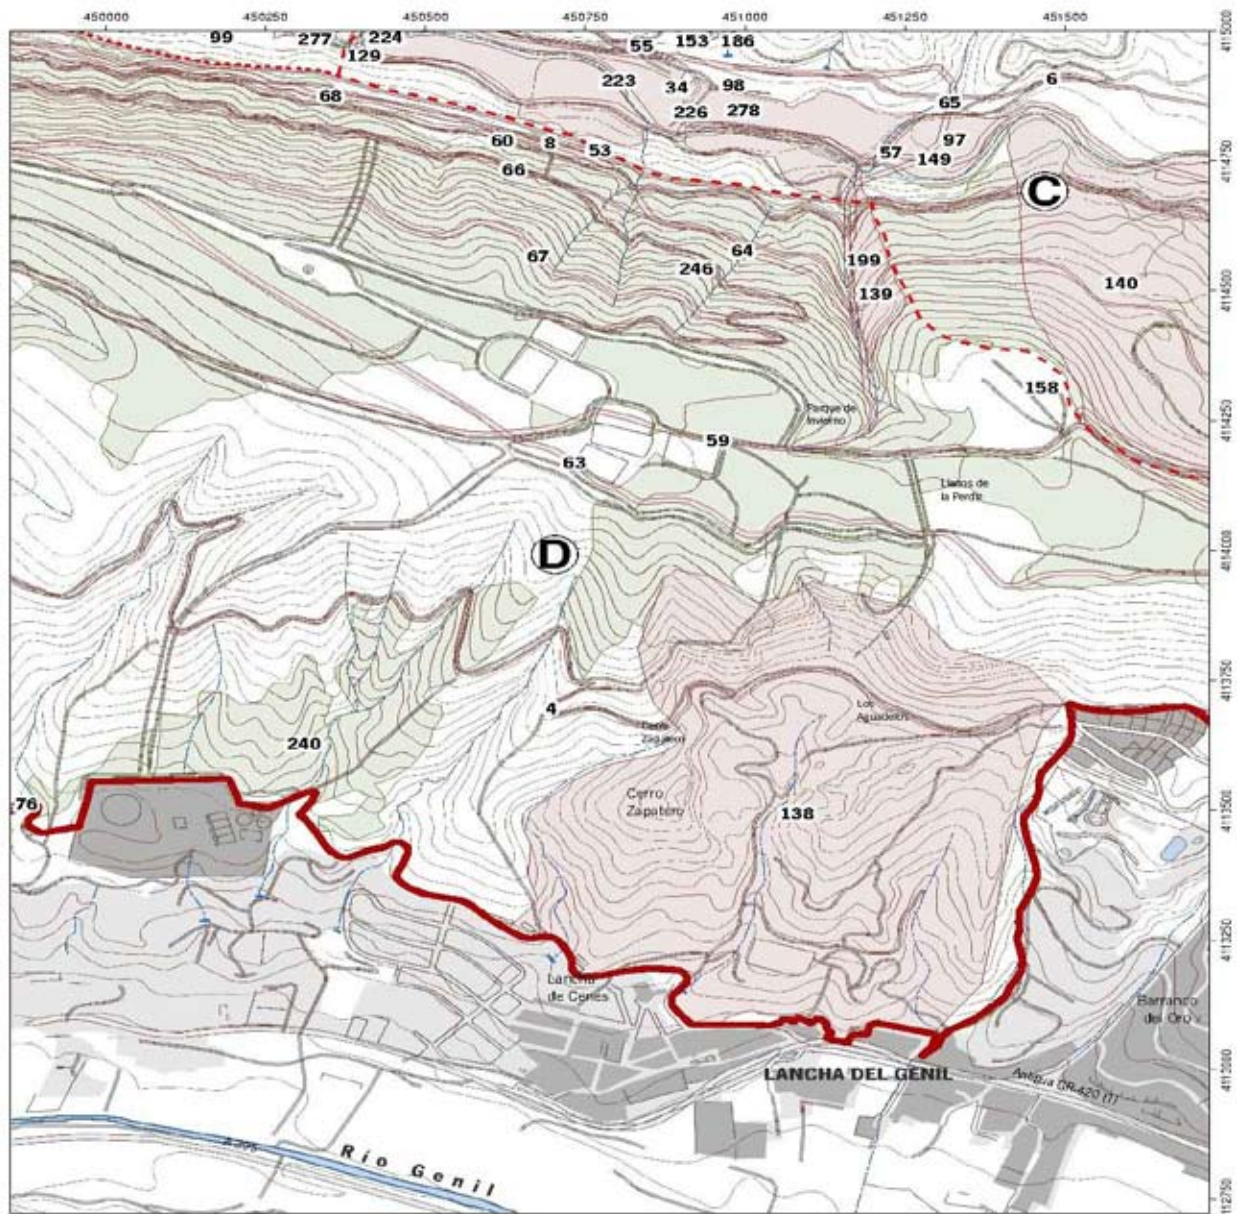 450000 450250 450500 450750 451000 451250 451500
4115000
99 277 224 55 153 186
129
6
223 34 98
68
65
226 278
60 8 53 57 97
149
66
4114750
C
64
67 199
246
140
139
4114500
158
Parque de
Invierno
4114250
59
63
Llanos de
la Perdiz
D
4114000
4113750
4
Los
240
Cerro
Zapatero
76
138
4113500
4113250
Lancha
de Cenes
Barranco
del Oro
4113000
LANCHA DEL GENIL
Antigua GR-420 (T)
A-395
Río Genil
4112750